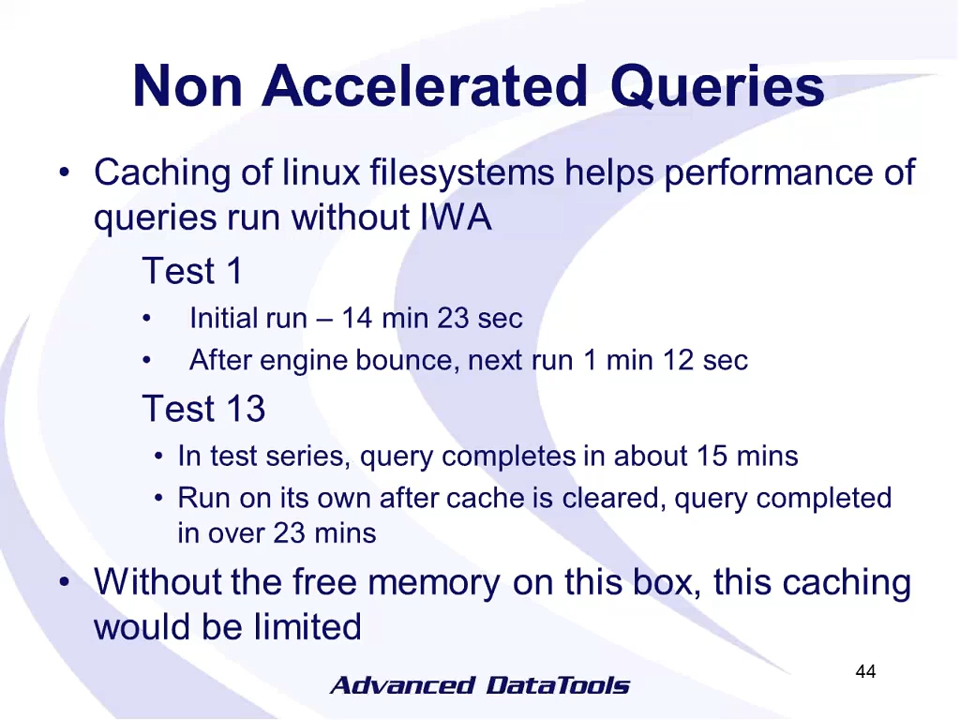 Non Accelerated Queries
• Caching of linux filesystems helps performance of
queries run without IWA
Test 1
• Initial run – 14 min 23 sec
• After engine bounce, next run 1 min 12 sec
Test 13
• In test series, query completes in about 15 mins
• Run on its own after cache is cleared, query completed
in over 23 mins
• Without the free memory on this box, this caching
would be limited
44
Advanced DataTools